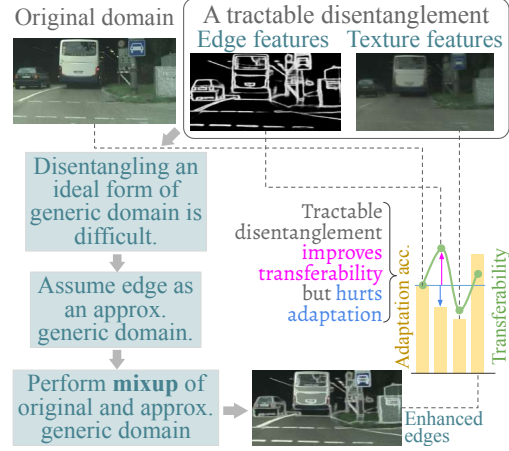 Original domain
A tractable disentanglement
Edge features
Texture features
Disentangling an
ideal form of
generic domain is
difficult.
Assume edge as
an approx.
generic domain.
Perform mixup of
original and approx.
generic domain
Tractable
disentanglement
improves
transferability
but hurts
adaptation
Adaptation acc.
Transferability
Enhanced
edges